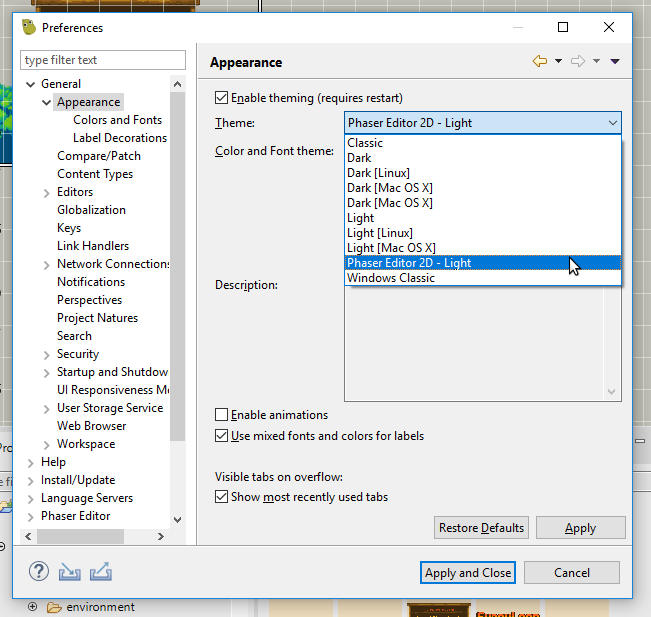 Preferences
type filter text
General
Appearance
Colors and Fonts
Label Decorations
Compare/Patch
Content Types
Editors
Globalization
Keys
Link Handlers
Network Connections
Notifications
Perspectives
Project Natures
Search
Security
Startup and Shutdow
UI Responsiveness Mo
User Storage Service
Web Browser
Workspace
Help
Install/Update
Language Servers
Phaser Editor
Appearance
Enable theming (requires restart)
Theme:
Phaser Editor 2D - Light
Color and Font theme:
Classic
Dark
Dark [Linux]
Dark [Mac OS X]
Dark [Mac OS X]
Light
Light [Linux]
Light [Mac OS X]
Phaser Editor 2D - Light
Windows Classic
Description:
Enable animations
Use mixed fonts and colors for labels
Visible tabs on overflow:
Show most recently used tabs
Restore Defaults
Apply
?
Apply and Close
Cancel
environment